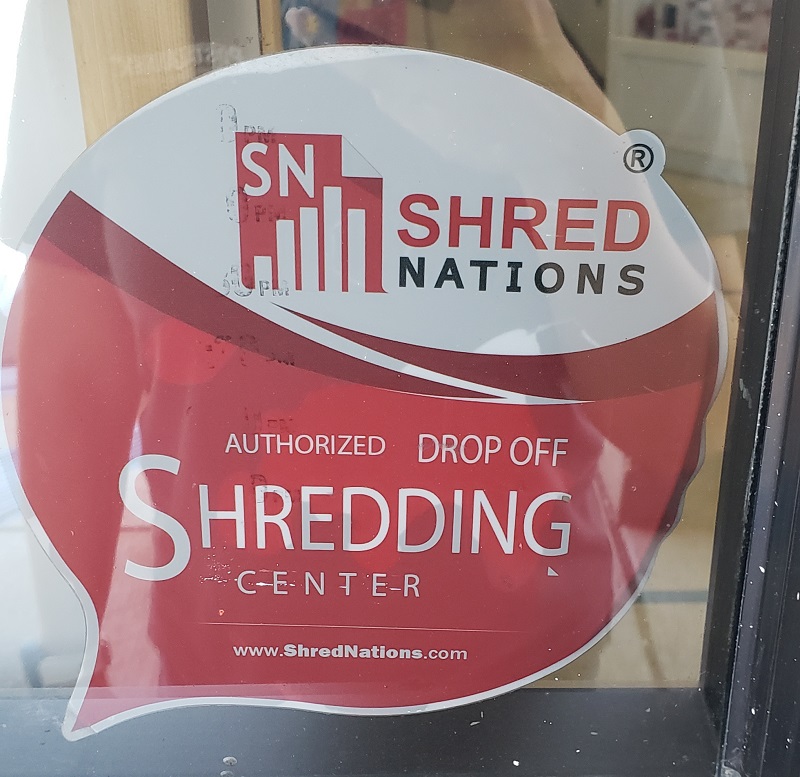 SN
SHRED
®
NATIONS
AUTHORIZED DROP OFF
SHREDDING
CENTER
www.ShredNations.com